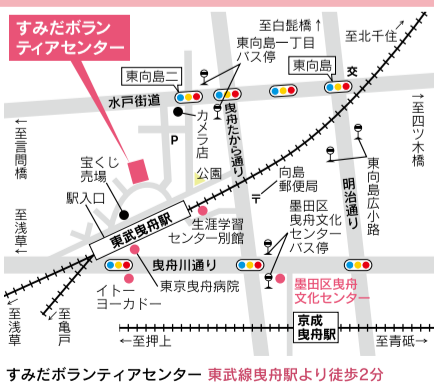 すみだボラン
ティアセンター
至白髭橋↑
至北千住
東向島一丁目
バス停
東向島二
東向島
交
水戸街道
カメラ店
P
曳舟たから通り
←至言問橋
→至四ツ木橋
宝くじ
売場
公園
向島
郵便局
明治通り
東向島広小路
駅入口
東武曳舟駅
生涯学習
センター別館
墨田区
曳舟文化
センター
バス停
←至浅草
曳舟川通り
東京曳舟病院
イトー
ヨーカドー
墨田区曳舟
文化センター
←至浅草
←至亀戸
京成
曳舟駅
←至押上
→至青砥
すみだボランティアセンター 東武線曳舟駅より徒歩2分